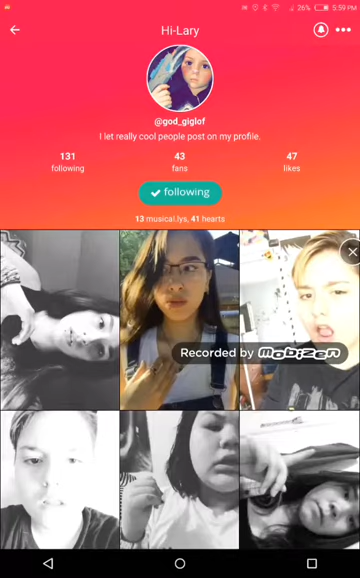 26% 5:59 PM
Hi-Lary
@god_giglof
I let really cool people post on my profile.
131 43 47
following fans likes
following
13 musical.lys, 41 hearts
Recorded by mobizen